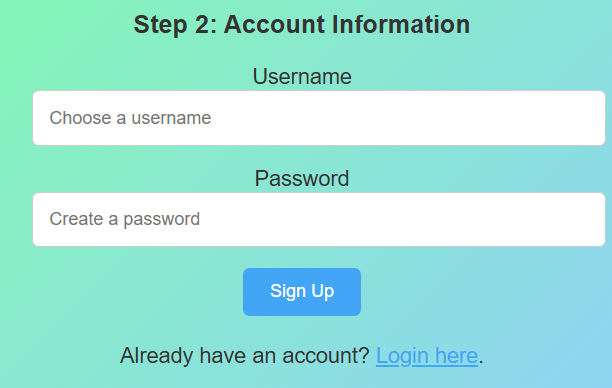 Step 2: Account Information
Username
Choose a username
Password
Create a password
Sign Up
Already have an account? Login here.